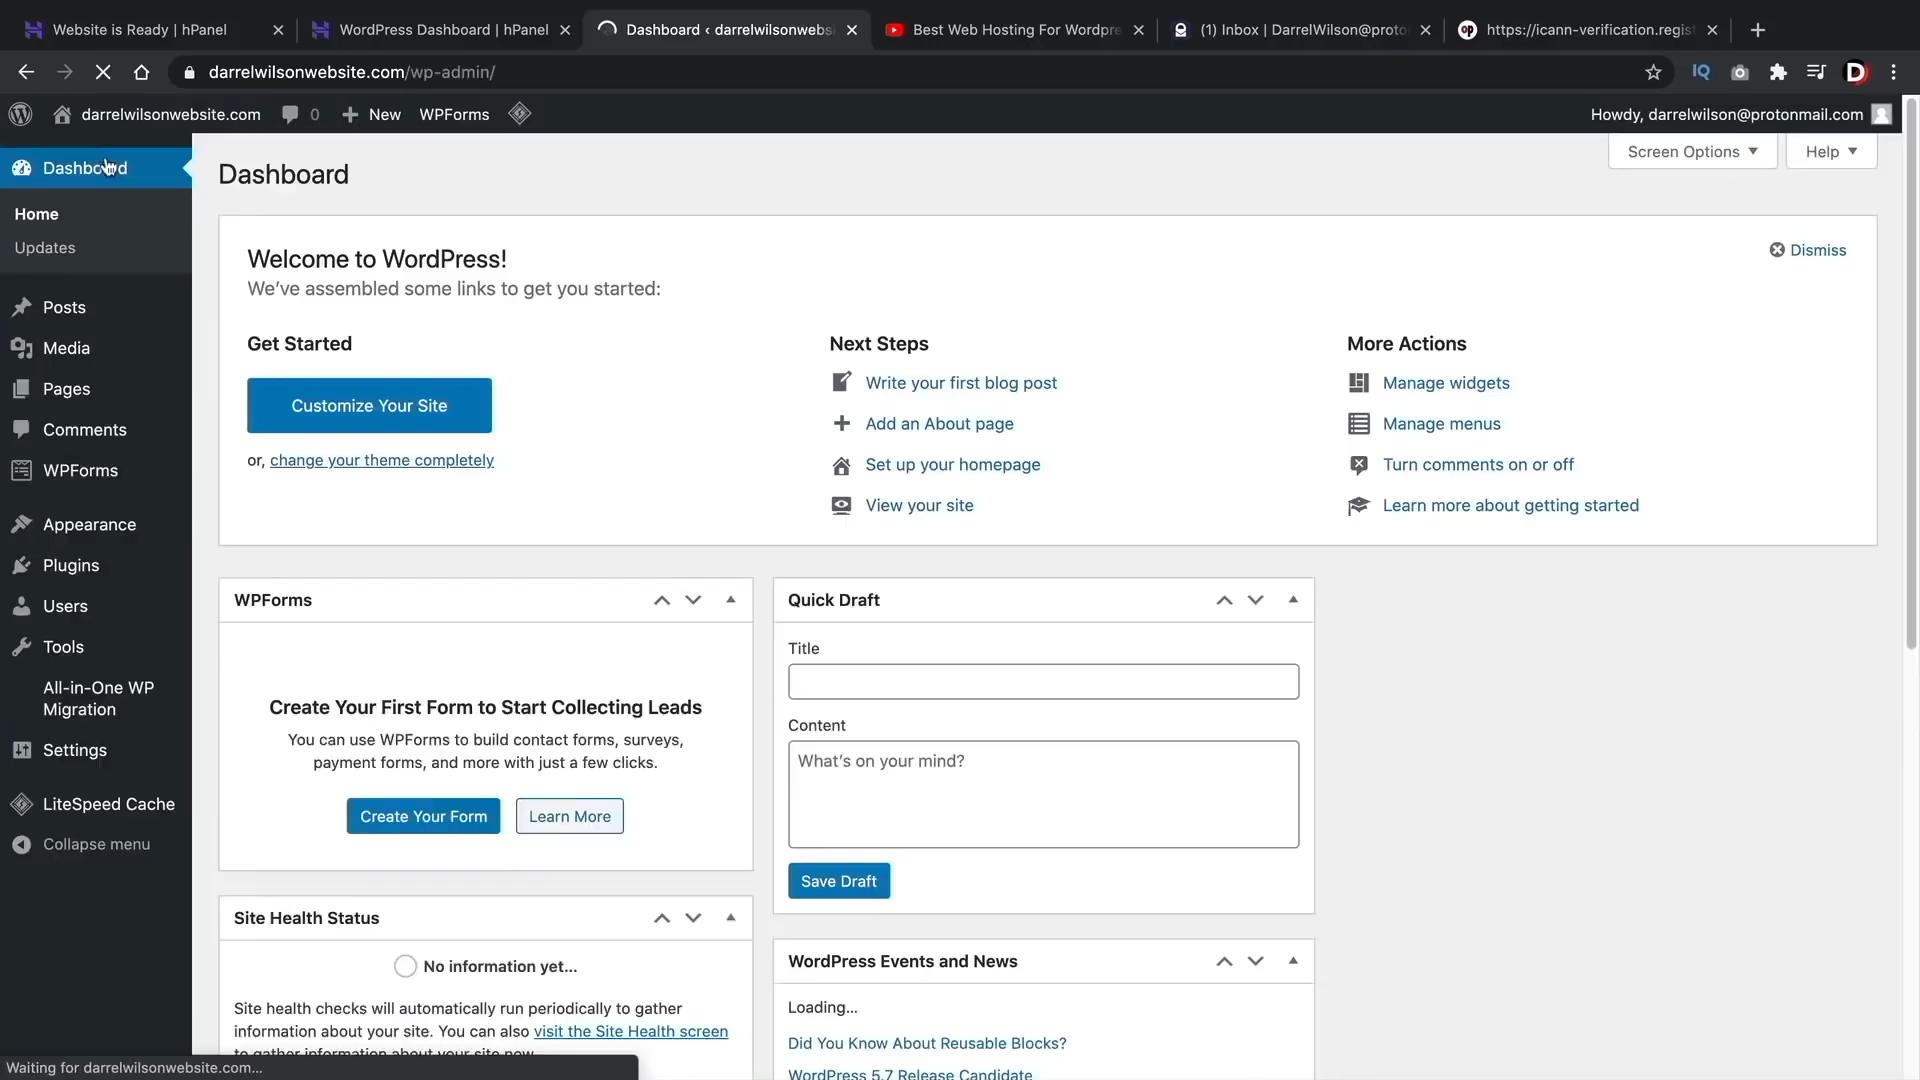 Website is Ready | hPanel
WordPress Dashboard | hPanel
Dashboard ‹ darrelwilsonwebs
Best Web Hosting For Wordpre
(1) Inbox | DarrelWilson@proto
https://icann-verification.regist
darrelwilsonwebsite.com/wp-admin/
IQ
D
darrelwilsonwebsite.com
0
New
WPForms
Howdy, darrelwilson@protonmail.com
Dashboard
Home
Updates
Posts
Media
Pages
Comments
WPForms
Appearance
Plugins
Users
Tools
All-in-One WP
Migration
Settings
LiteSpeed Cache
Collapse menu
Dashboard
Screen Options
Help
Welcome to WordPress!
We've assembled some links to get you started:
Dismiss
Get Started
Customize Your Site
or, change your theme completely
Next Steps
Write your first blog post
Add an About page
Set up your homepage
View your site
More Actions
Manage widgets
Manage menus
Turn comments on or off
Learn more about getting started
WPForms
Create Your First Form to Start Collecting Leads
You can use WPForms to build contact forms, surveys,
payment forms, and more with just a few clicks.
Create Your Form
Learn More
Site Health Status
No information yet...
Site health checks will automatically run periodically to gather
information about your site. You can also visit the Site Health screen
to gather information about your site now.
Quick Draft
Title
Content
What's on your mind?
Save Draft
WordPress Events and News
Loading...
Did You Know About Reusable Blocks?
WordPress 5.7 Release Candidate
Waiting for darrelwilsonwebsite.com...